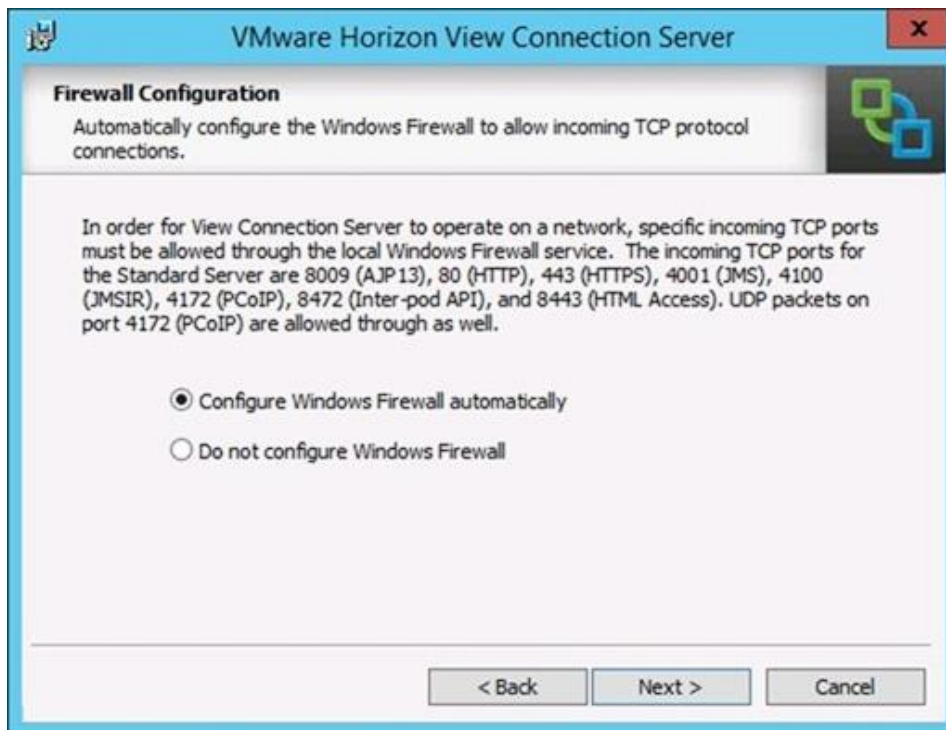 VMware Horizon View Connection Server
x
Firewall Configuration
Automatically configure the Windows Firewall to allow incoming TCP protocol
connections.
In order for View Connection Server to operate on a network, specific incoming TCP ports
must be allowed through the local Windows Firewall service.  The incoming TCP ports for
the Standard Server are 8009 (AJP13), 80 (HTTP), 443 (HTTPS), 4001 (JMS), 4100
(JMSIR), 4172 (PCoIP), 8472 (Inter-pod API), and 8443 (HTML Access). UDP packets on
port 4172 (PCoIP) are allowed through as well.
Configure Windows Firewall automatically
Do not configure Windows Firewall
< Back
Next >
Cancel